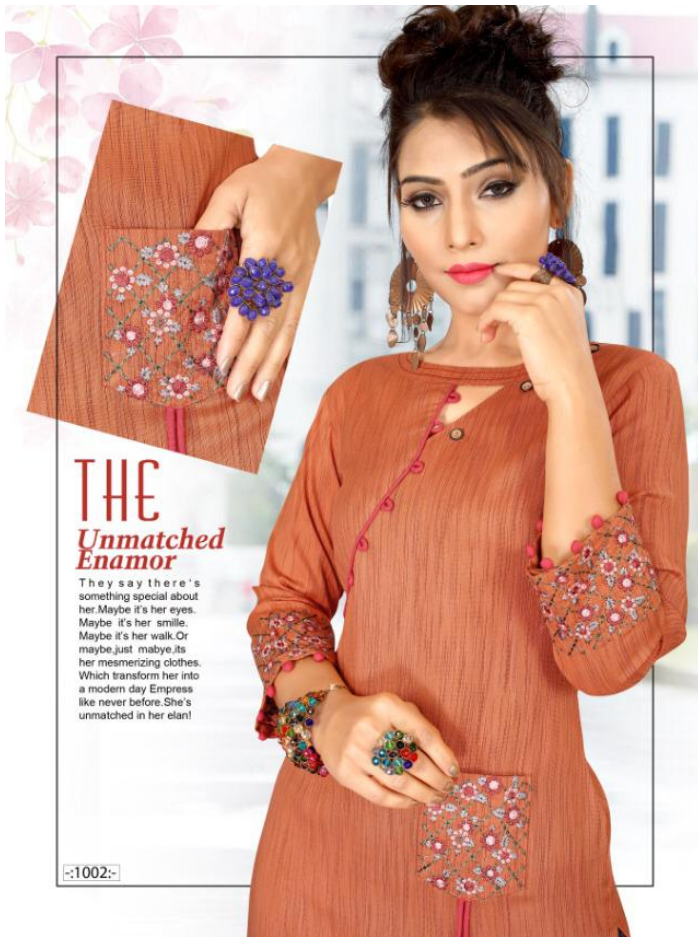 THE
Unmatched
Enamor
They say there's
something special about
her.Maybe it's her eyes.
Maybe it's her smille.
Maybe it's her walk.Or
maybe,just mabye,its
her mesmerizing clothes.
Which transform her into
a modern day Empress
like never before.She's
unmatched in her elan!
-:1002:-